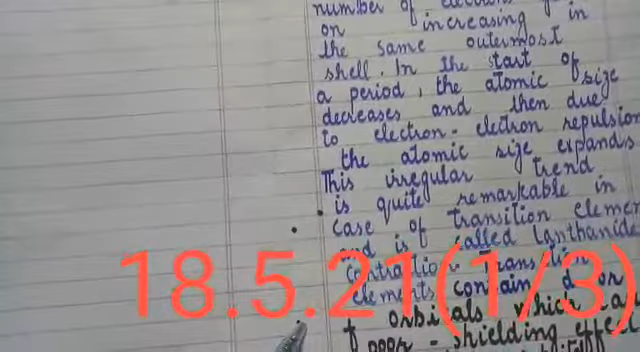 number of
on increasing in
the same outermost
shell. In the start of
a period, the atomic size
decreases and then due
to electron-electron repulsion
the atomic size expands
This irregular trend
is quite remarkable in
case of transition elemen
and is called lanthanide
contraction. Transition
elements contain d or
f orbitals which
poor-shielding effect
18.5.21(1/3)